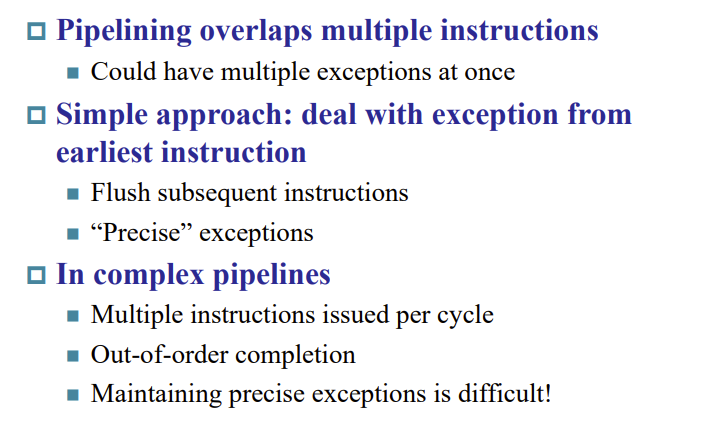 Pipelining overlaps multiple instructions
Could have multiple exceptions at once
Simple approach: deal with exception from
earliest instruction
Flush subsequent instructions
“Precise” exceptions
In complex pipelines
Multiple instructions issued per cycle
Out-of-order completion
Maintaining precise exceptions is difficult!